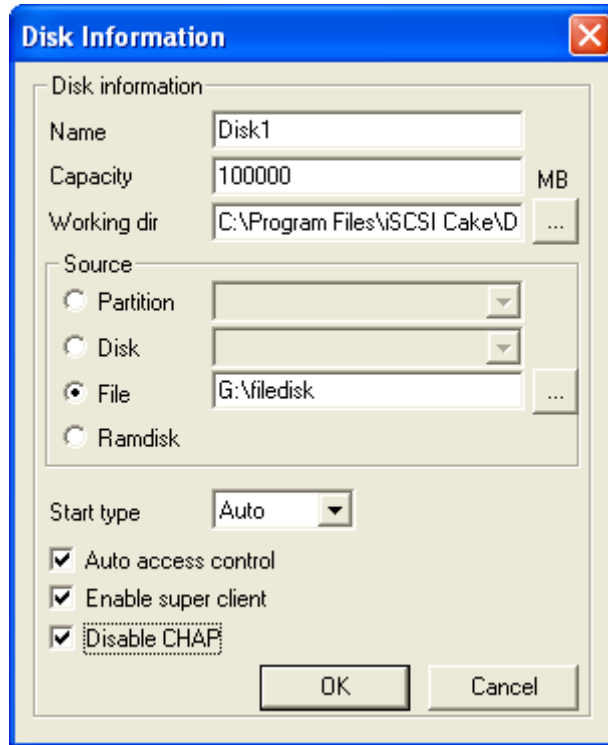 Disk Information
Disk information
Name Disk1
Capacity 100000 MB
Working dir C:\Program Files\iSCSI Cake\D ...
Source
Partition
Disk
File G:\filedisk ...
Ramdisk
Start type Auto
Auto access control
Enable super client
Disable CHAP
OK Cancel